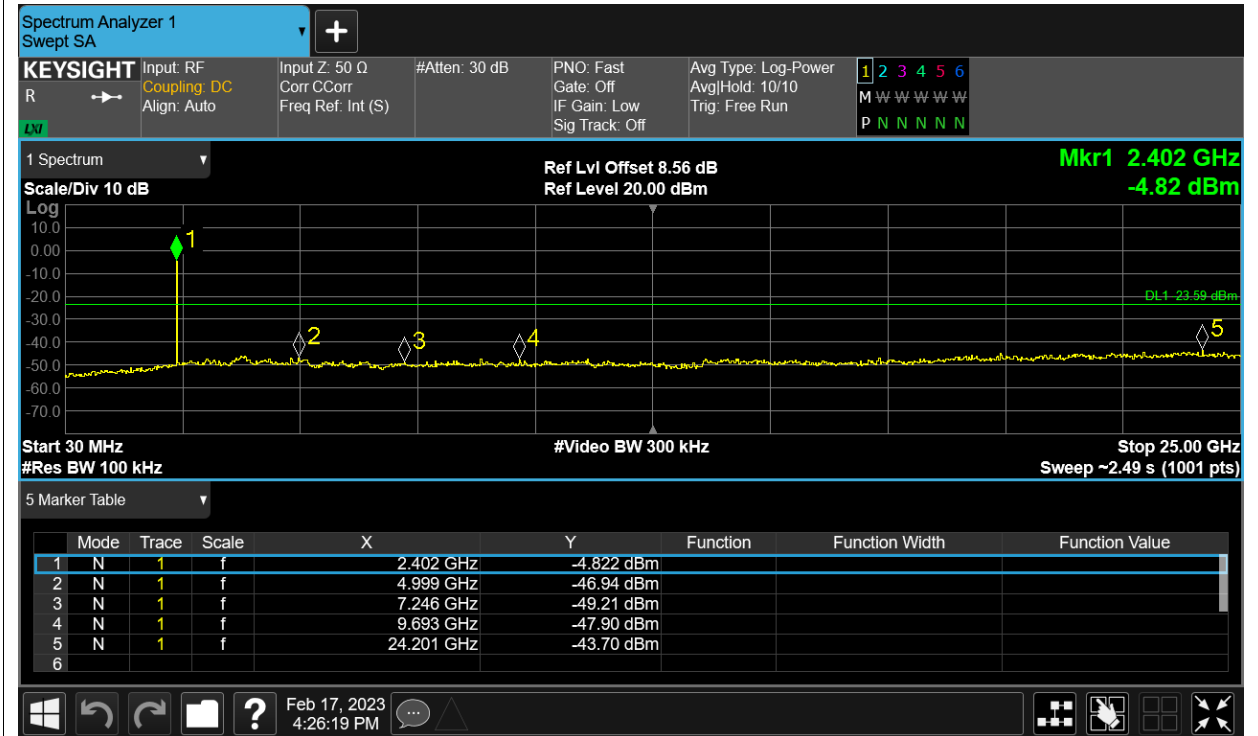 Spectrum Analyzer 1
Swept SA
KEYSIGHT
R
LXI
Input: RF
Coupling: DC
Align: Auto
Input Z: 50 Ω
Corr CCorr
Freq Ref: Int (S)
#Atten: 30 dB
PNO: Fast
Gate: Off
IF Gain: Low
Sig Track: Off
Avg Type: Log-Power
Avg|Hold: 10/10
Trig: Free Run
1 2 3 4 5 6
M W W W W W
P N N N N N
1 Spectrum
Scale/Div 10 dB
Ref Lvl Offset 8.56 dB
Ref Level 20.00 dBm
Mkr1 2.402 GHz
-4.82 dBm
Log
10.0
0.00
-10.0
-20.0
-30.0
-40.0
-50.0
-60.0
-70.0
1
2
3
4
5
DL1 -23.59 dBm
Start 30 MHz
#Video BW 300 kHz
Stop 25.00 GHz
#Res BW 100 kHz
Sweep ~2.49 s (1001 pts)
5 Marker Table
Mode Trace Scale X Y Function Function Width Function Value
1 N 1 f 2.402 GHz -4.822 dBm
2 N 1 f 4.999 GHz -46.94 dBm
3 N 1 f 7.246 GHz -49.21 dBm
4 N 1 f 9.693 GHz -47.90 dBm
5 N 1 f 24.201 GHz -43.70 dBm
6
?
Feb 17, 2023
4:26:19 PM